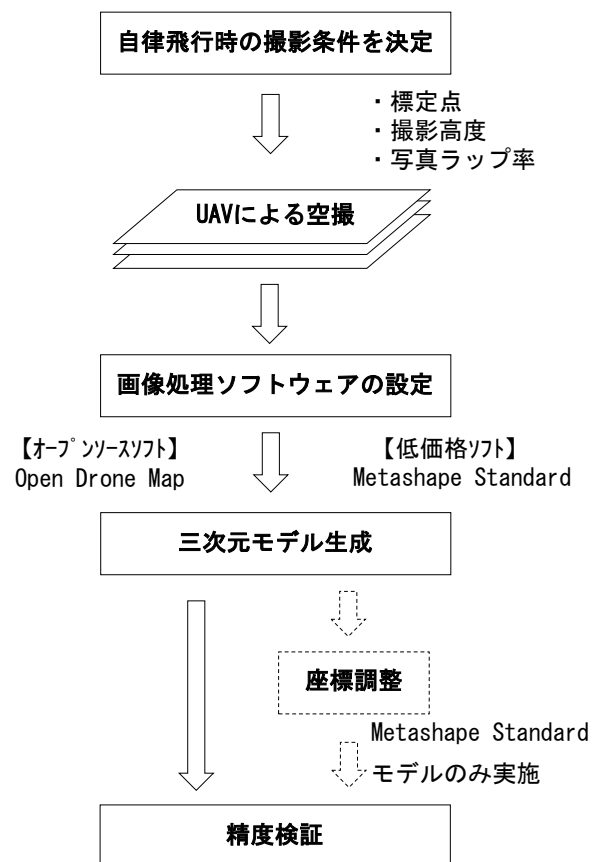 自律飛行時の撮影条件を決定
・標定点
・撮影高度
・写真ラップ率
UAVによる空撮
画像処理ソフトウェアの設定
【ｵｰﾌﾟﾝｿｰｽｿﾌﾄ】
Open Drone Map
【低価格ｿﾌﾄ】
Metashape Standard
三次元モデル生成
座標調整
Metashape Standard
モデルのみ実施
精度検証